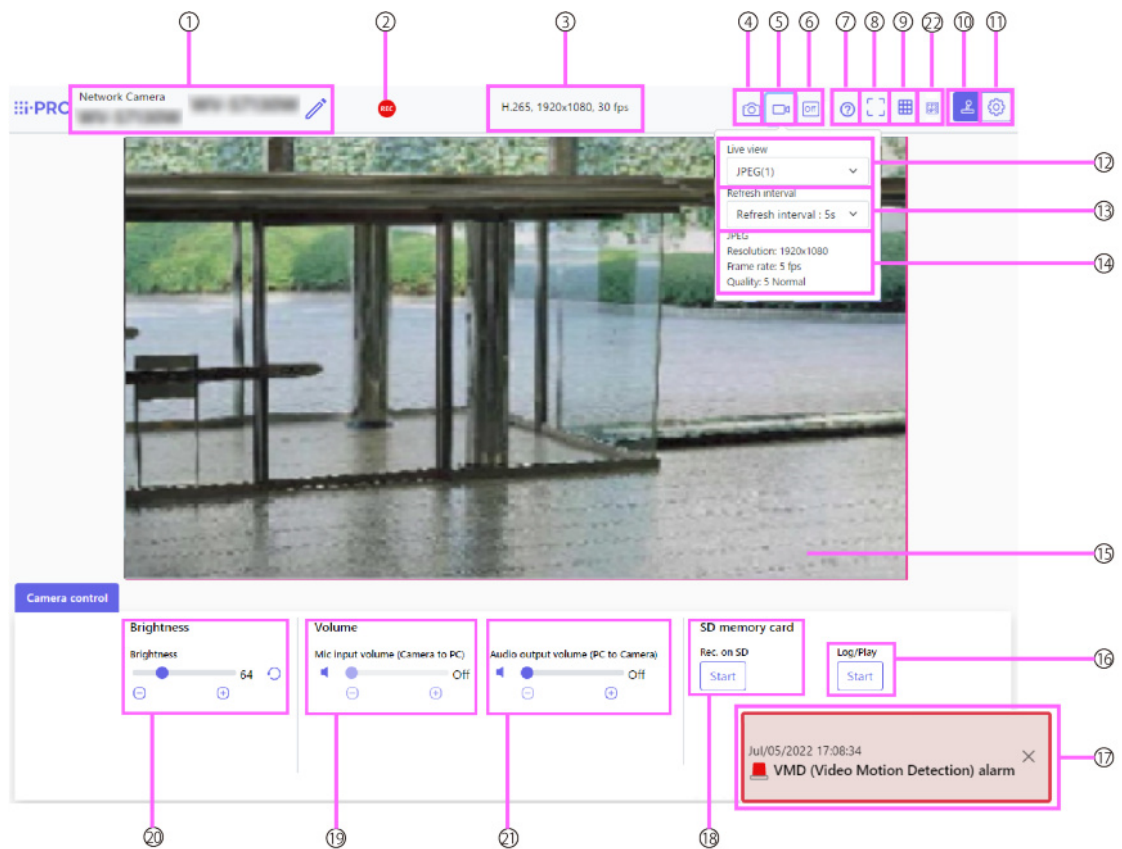 ① ② ③ ④ ⑤ ⑥ ⑦ ⑧ ⑨ ㉒ ⑩ ⑪
i-PRO
Network Camera
REC
H.265, 1920x1080, 30 fps
Off
Live view
JPEG(1)
⑫
Refresh interval
Refresh interval : 5s
⑬
JPEG
Resolution: 1920x1080
Frame rate: 5 fps
Quality: 5 Normal
⑭
⑮
Camera control
Brightness
Brightness
64
Volume
Mic input volume (Camera to PC)
Off
Audio output volume (PC to Camera)
Off
SD memory card
Rec. on SD
Start
Log/Play
Start
⑯
Jul/05/2022 17:08:34
VMD (Video Motion Detection) alarm
⑰
⑳ ⑲ ㉑ ⑱